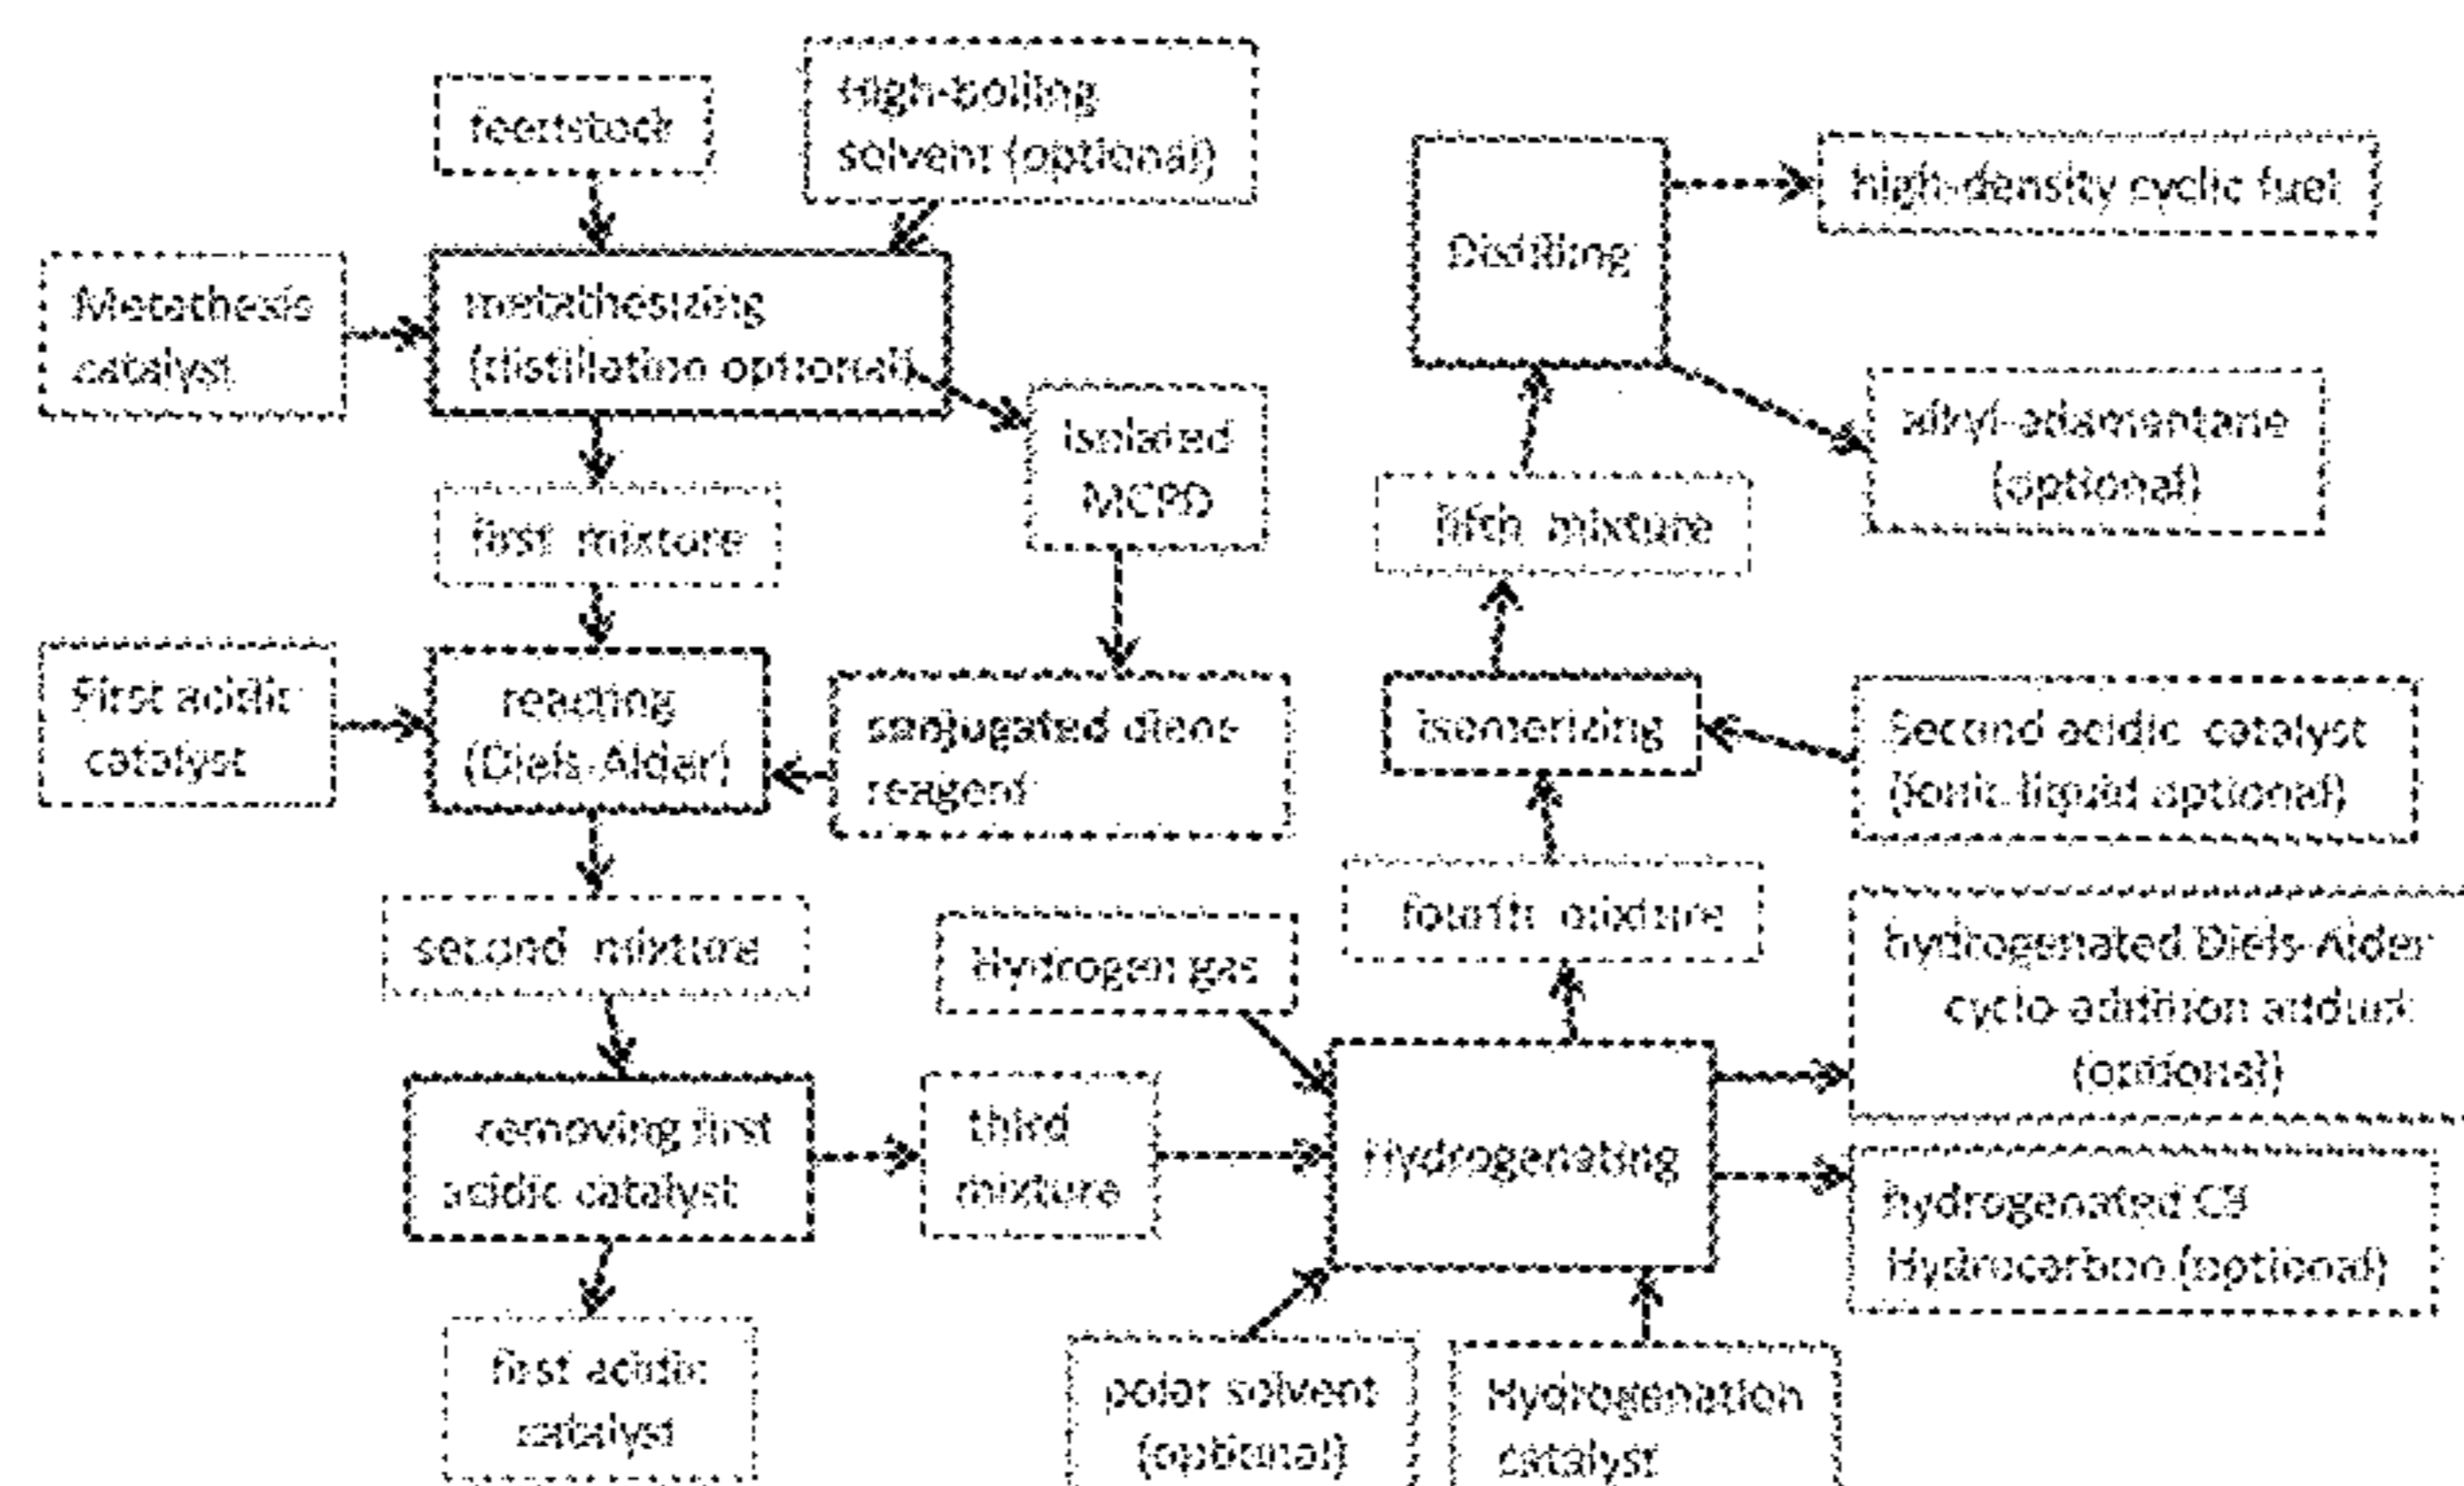 feedstock
High-boiling
solvent (optional)
Metathesis
catalyst
metathesizing
(distillation optional)
isolated
MCPD
first mixture
First acidic
catalyst
reacting
(Diels-Alder)
conjugated diene
reagent
second mixture
removing first
acidic catalyst
first acidic
catalyst
third
mixture
Hydrogen gas
Hydrogenating
polar solvent
(optional)
Hydrogenation
catalyst
hydrogenated Diels-Alder
cyclo-addition adduct
(optional)
hydrogenated
Hydrocarbon (optional)
fourth mixture
isomerizing
Second acidic catalyst
(ionic liquid optional)
fifth mixture
Distilling
high-density cyclic fuel
alkyl-adamantane
(optional)